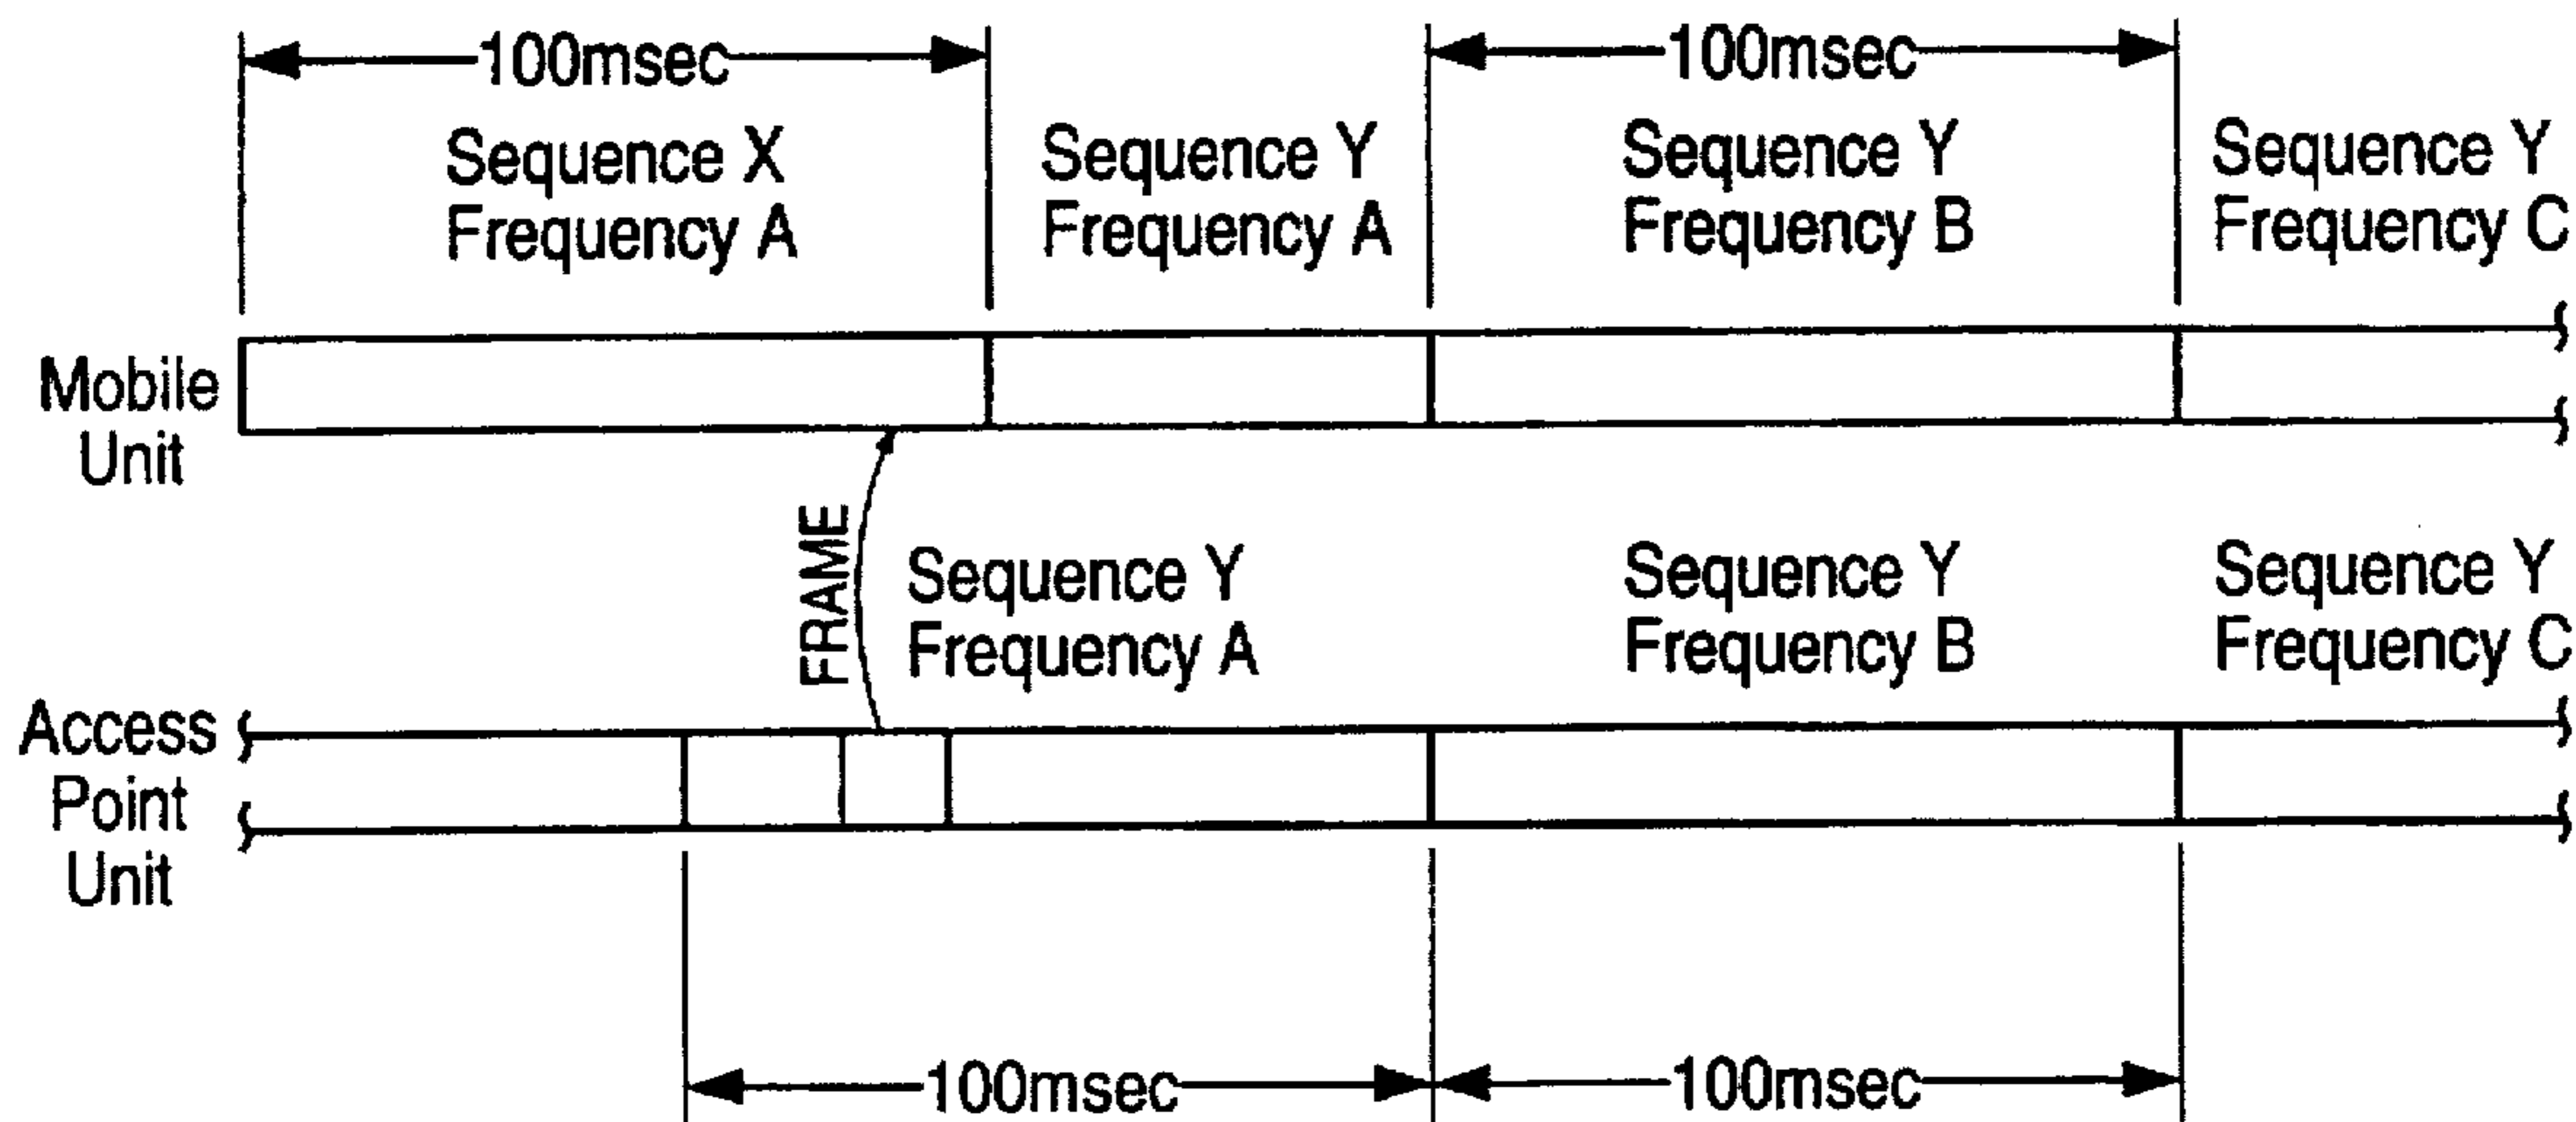 100msec
100msec
Sequence X
Frequency A
Sequence Y
Frequency A
Sequence Y
Frequency B
Sequence Y
Frequency C
Mobile
Unit
FRAME
Sequence Y
Frequency A
Sequence Y
Frequency B
Sequence Y
Frequency C
Access
Point
Unit
100msec
100msec